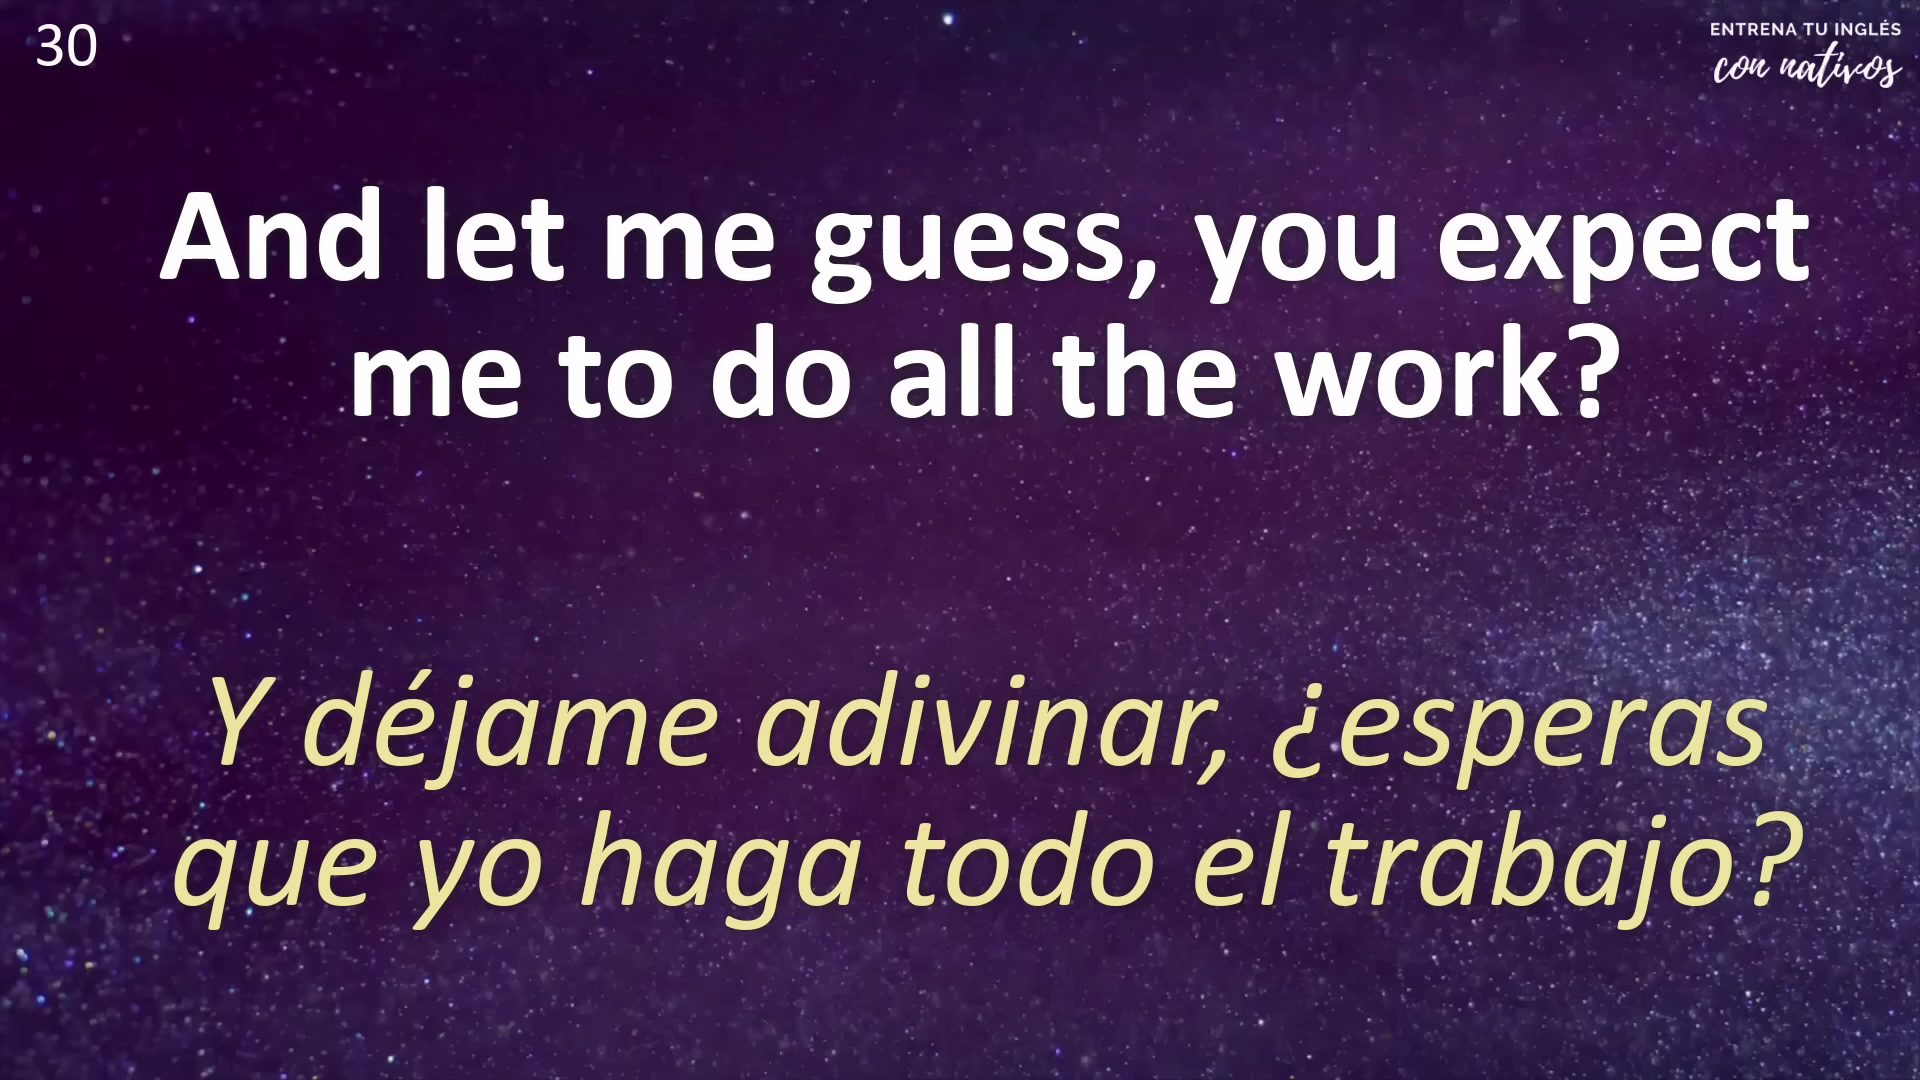 30
ENTRENA TU INGLÉS
con nativos
And let me guess, you expect
me to do all the work?
Y déjame adivinar, ¿esperas
que yo haga todo el trabajo?